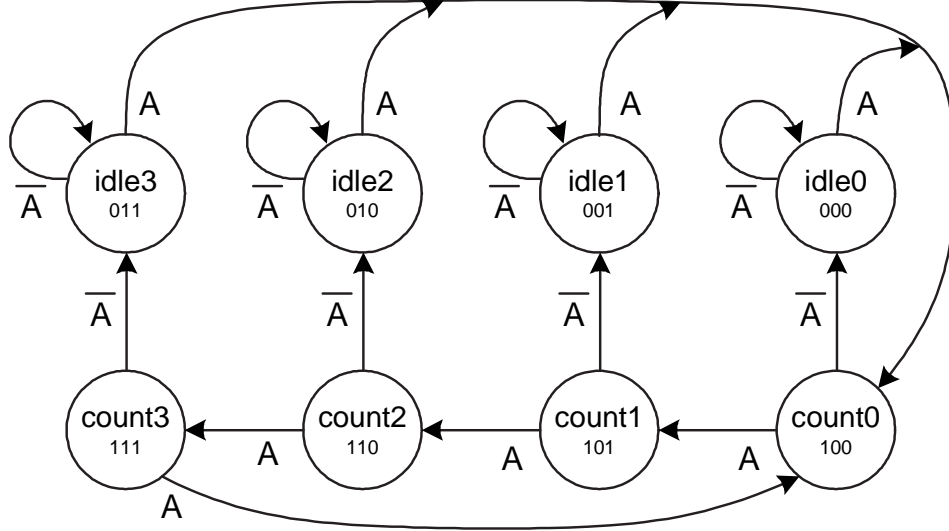 A A A A
idle3 idle2 idle1 idle0
011 010 001 000
A̅ A̅ A̅ A̅
A̅ A̅ A̅ A̅
count3 count2 count1 count0
111 110 101 100
A A A
A